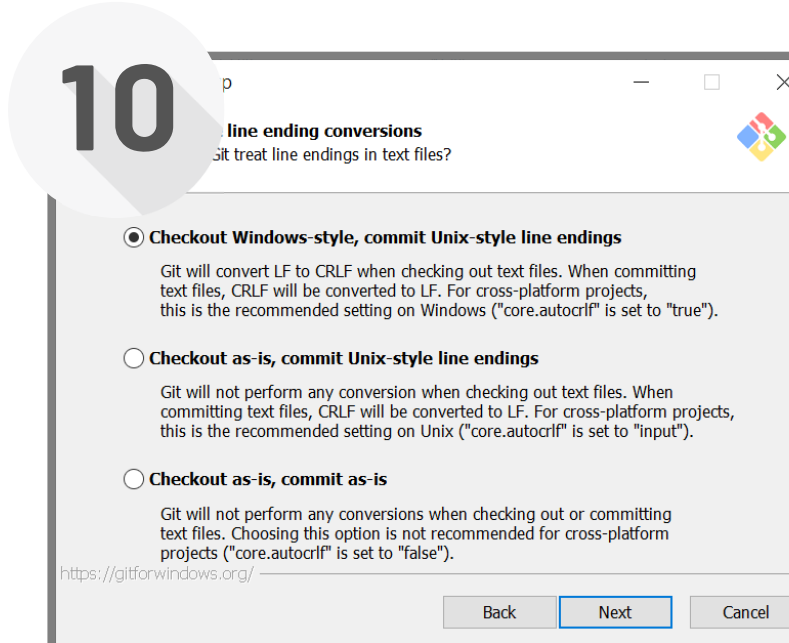 10
p
line ending conversions
Git treat line endings in text files?
Checkout Windows-style, commit Unix-style line endings
Git will convert LF to CRLF when checking out text files. When committing
text files, CRLF will be converted to LF. For cross-platform projects,
this is the recommended setting on Windows ("core.autocrlf" is set to "true").
Checkout as-is, commit Unix-style line endings
Git will not perform any conversion when checking out text files. When
committing text files, CRLF will be converted to LF. For cross-platform projects,
this is the recommended setting on Unix ("core.autocrlf" is set to "input").
Checkout as-is, commit as-is
Git will not perform any conversions when checking out or committing
text files. Choosing this option is not recommended for cross-platform
projects ("core.autocrlf" is set to "false").
https://gitforwindows.org/
Back Next Cancel